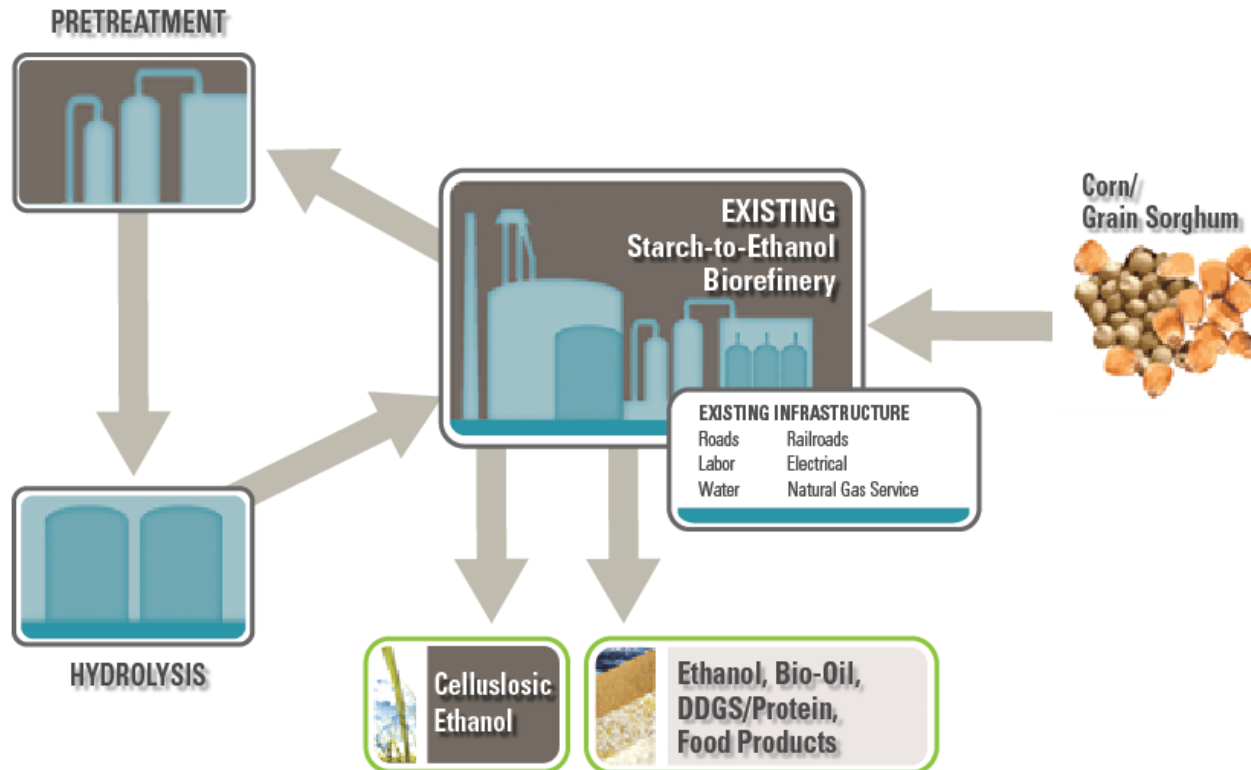 PRETREATMENT
EXISTING
Starch-to-Ethanol
Biorefinery
Corn/
Grain Sorghum
EXISTING INFRASTRUCTURE
Roads Railroads
Labor Electrical
Water Natural Gas Service
HYDROLYSIS
Celluslosic
Ethanol
Ethanol, Bio-Oil,
DDGS/Protein,
Food Products